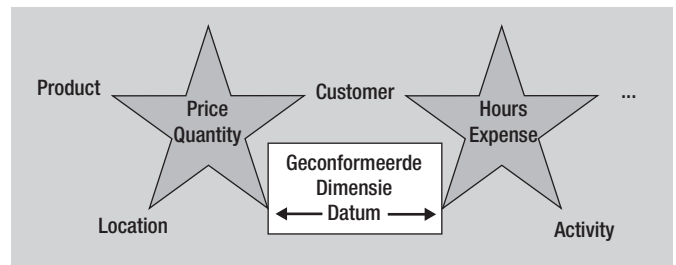 Product
Price
Quantity
Customer
Hours
Expense
...
Geconformeerde
Dimensie
Datum
Location
Activity